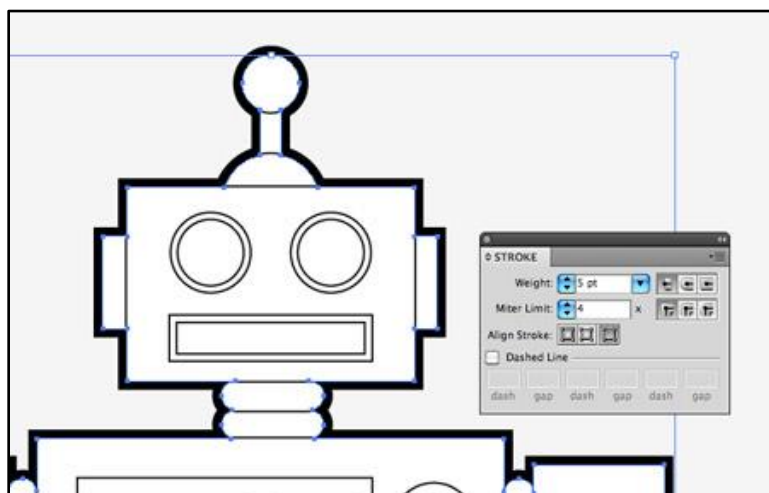 STROKE
Weight: 5 pt
Miter Limit: 4 x
Align Stroke:
Dashed Line
dash gap dash gap dash gap